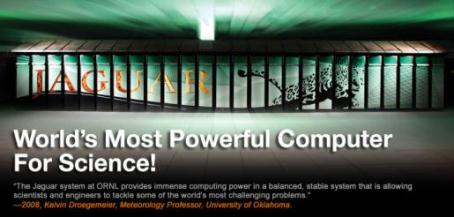 JAGUAR
World's Most Powerful Computer
For Science!
"The Jaguar system at ORNL provides immense computing power in a balanced, stable system that is allowing
scientists and engineers to tackle some of the world's most challenging problems."
—2008, Kelvin Droegemeier, Meteorology Professor, University of Oklahoma.